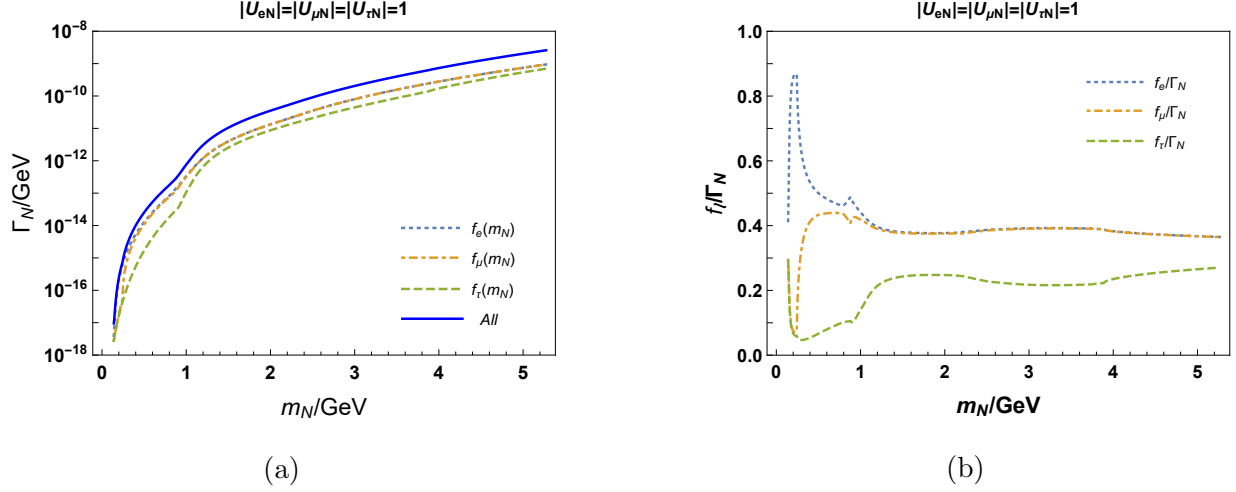 |U_eN|=|U_μN|=|U_τN|=1
10^-8
10^-10
10^-12
10^-14
10^-16
10^-18
Γ_N/GeV
f_e(m_N)
f_μ(m_N)
f_τ(m_N)
All
0 1 2 3 4 5
m_N/GeV
(a)
|U_eN|=|U_μN|=|U_τN|=1
1.0
0.8
0.6
0.4
0.2
0.0
f_l/Γ_N
f_e/Γ_N
f_μ/Γ_N
f_τ/Γ_N
0 1 2 3 4 5
m_N/GeV
(b)